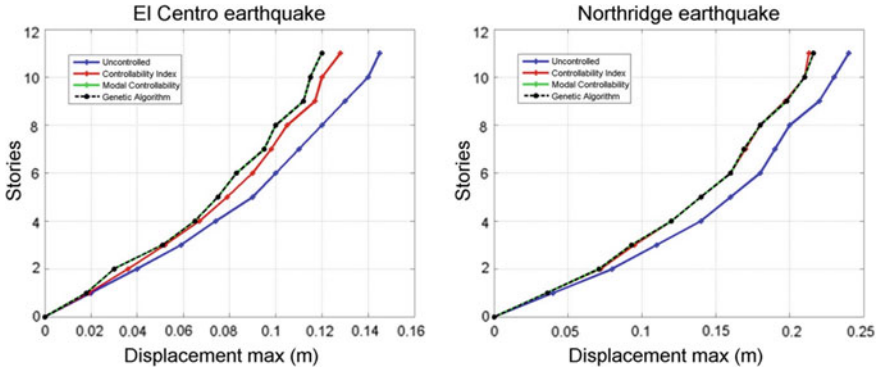 El Centro earthquake
12
10
8
6
4
2
0
Stories
Uncontrolled
Controllability Index
Modal Controllability
Genetic Algorithm
0
0.02
0.04
0.06
0.08
0.1
0.12
0.14
0.16
Displacement max (m)
Northridge earthquake
12
10
8
6
4
2
0
Stories
Uncontrolled
Controllability Index
Modal Controllability
Genetic Algorithm
0
0.05
0.1
0.15
0.2
0.25
Displacement max (m)